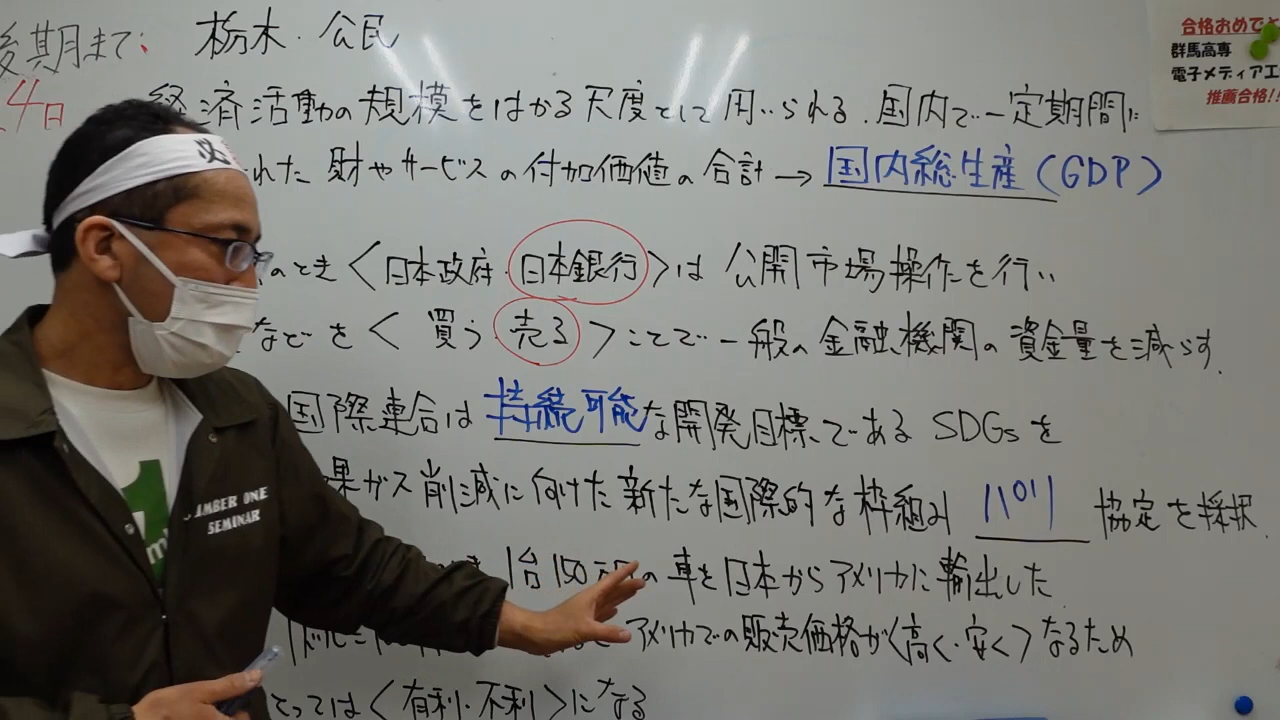 後期まで、
4日
栃木・公民
合格おめでと
群馬高専
電子メディア工
推薦合格!!
経済活動の規模をはかる尺度として用いられる.国内で一定期間に
れた財やサービスの付加価値の合計→国内総生産(GDP)
のとき〈日本政府・日本銀行〉は公開市場操作を行い
などを〈買う・売る〉ことで一般の金融機関の資金量を減らす.
国際連合は持続可能な開発目標であるSDGsを
果ガス削減に向けた新たな国際的な枠組みパリ協定を採択.
1台150万円の車を日本からアメリカに輸出した
アメリカでの販売価格が〈高く・安く〉なるため
とっては〈有利・不利〉になる
必
UMBER ONE
SEMINAR